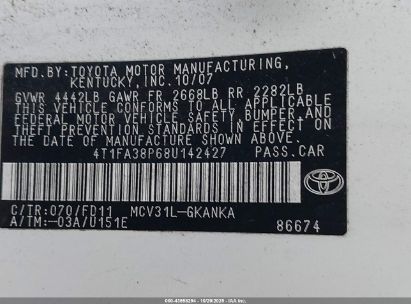 MFD. BY: TOYOTA MOTOR MANUFACTURING,
KENTUCKY, INC. 10/07
GVWR 4442LB GAWR FR 2668LB RR 2282LB
THIS VEHICLE CONFORMS TO ALL APPLICABLE
FEDERAL MOTOR VEHICLE SAFETY, BUMPER, AND
THEFT PREVENTION STANDARDS IN EFFECT ON
THE DATE OF MANUFACTURE SHOWN ABOVE.
4T1FA38P68U142427 PASS.CAR
C/TR:070/FD11 MCV31L-GKANKA
A/TM:-03A/U151E 86674
TOYOTA